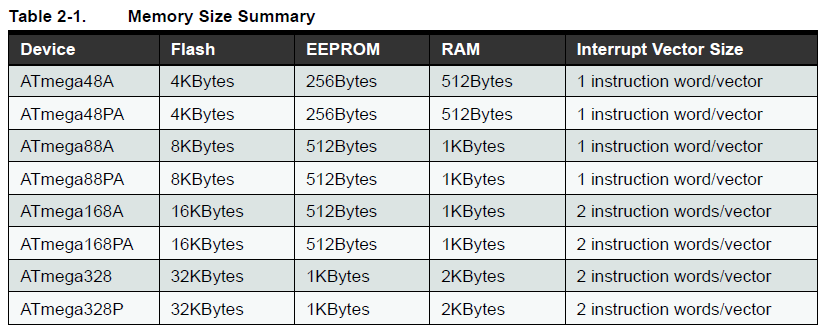 Table 2-1. Memory Size Summary
Device Flash EEPROM RAM Interrupt Vector Size
ATmega48A 4KBytes 256Bytes 512Bytes 1 instruction word/vector
ATmega48PA 4KBytes 256Bytes 512Bytes 1 instruction word/vector
ATmega88A 8KBytes 512Bytes 1KBytes 1 instruction word/vector
ATmega88PA 8KBytes 512Bytes 1KBytes 1 instruction word/vector
ATmega168A 16KBytes 512Bytes 1KBytes 2 instruction words/vector
ATmega168PA 16KBytes 512Bytes 1KBytes 2 instruction words/vector
ATmega328 32KBytes 1KBytes 2KBytes 2 instruction words/vector
ATmega328P 32KBytes 1KBytes 2KBytes 2 instruction words/vector